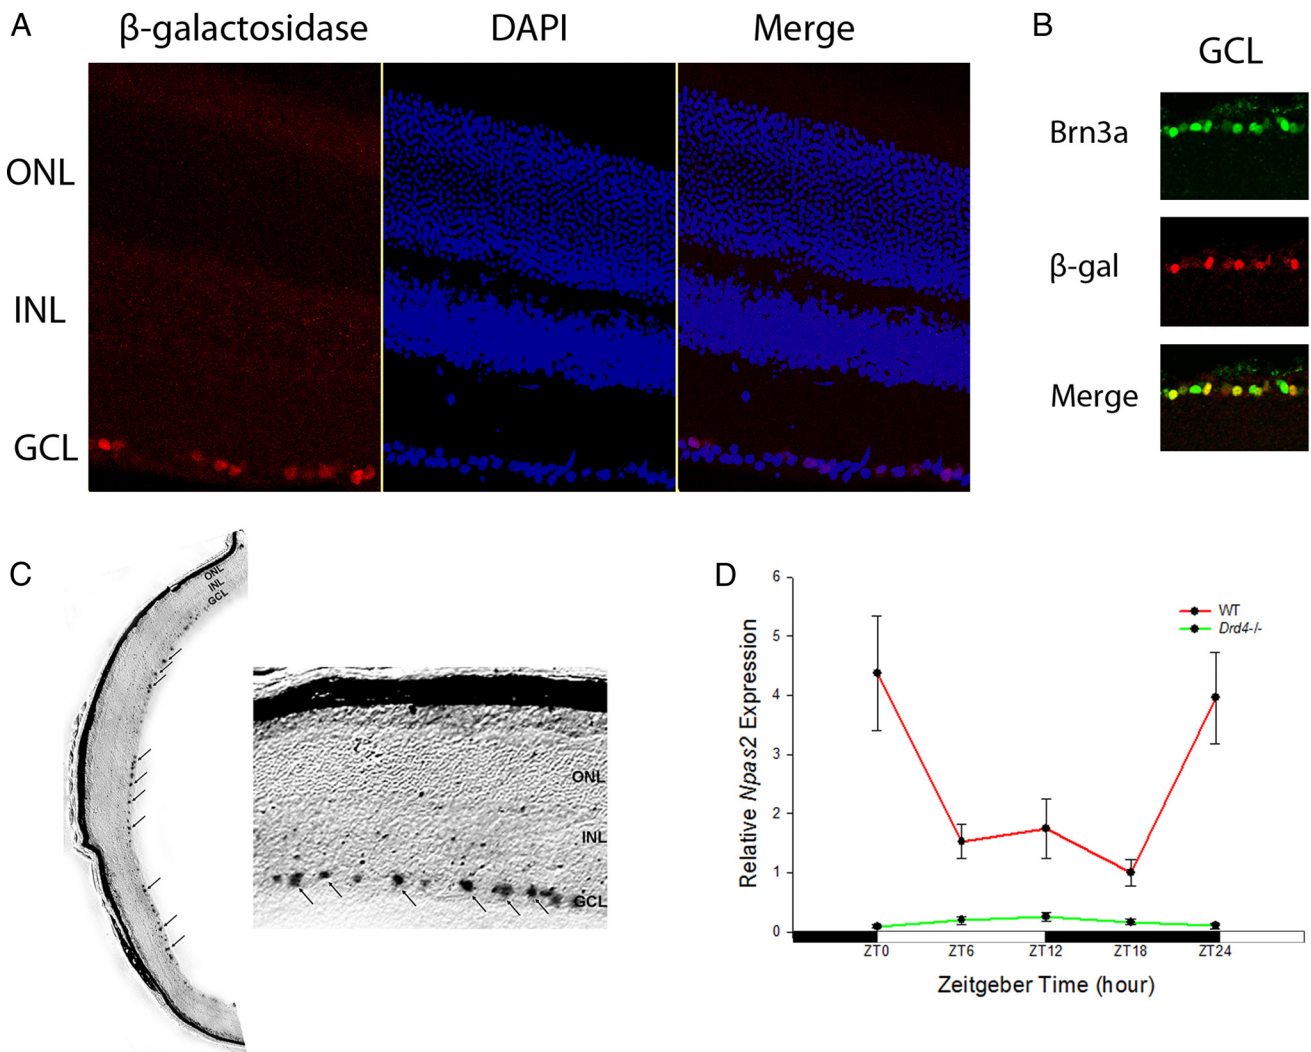 A
β-galactosidase
DAPI
Merge
ONL
INL
GCL
B
GCL
Brn3a
β-gal
Merge
C
ONL
INL
GCL
ONL
INL
GCL
D
Relative Npas2 Expression
6
5
4
3
2
1
0
WT
Drd4-/-
ZT0
ZT6
ZT12
ZT18
ZT24
Zeitgeber Time (hour)